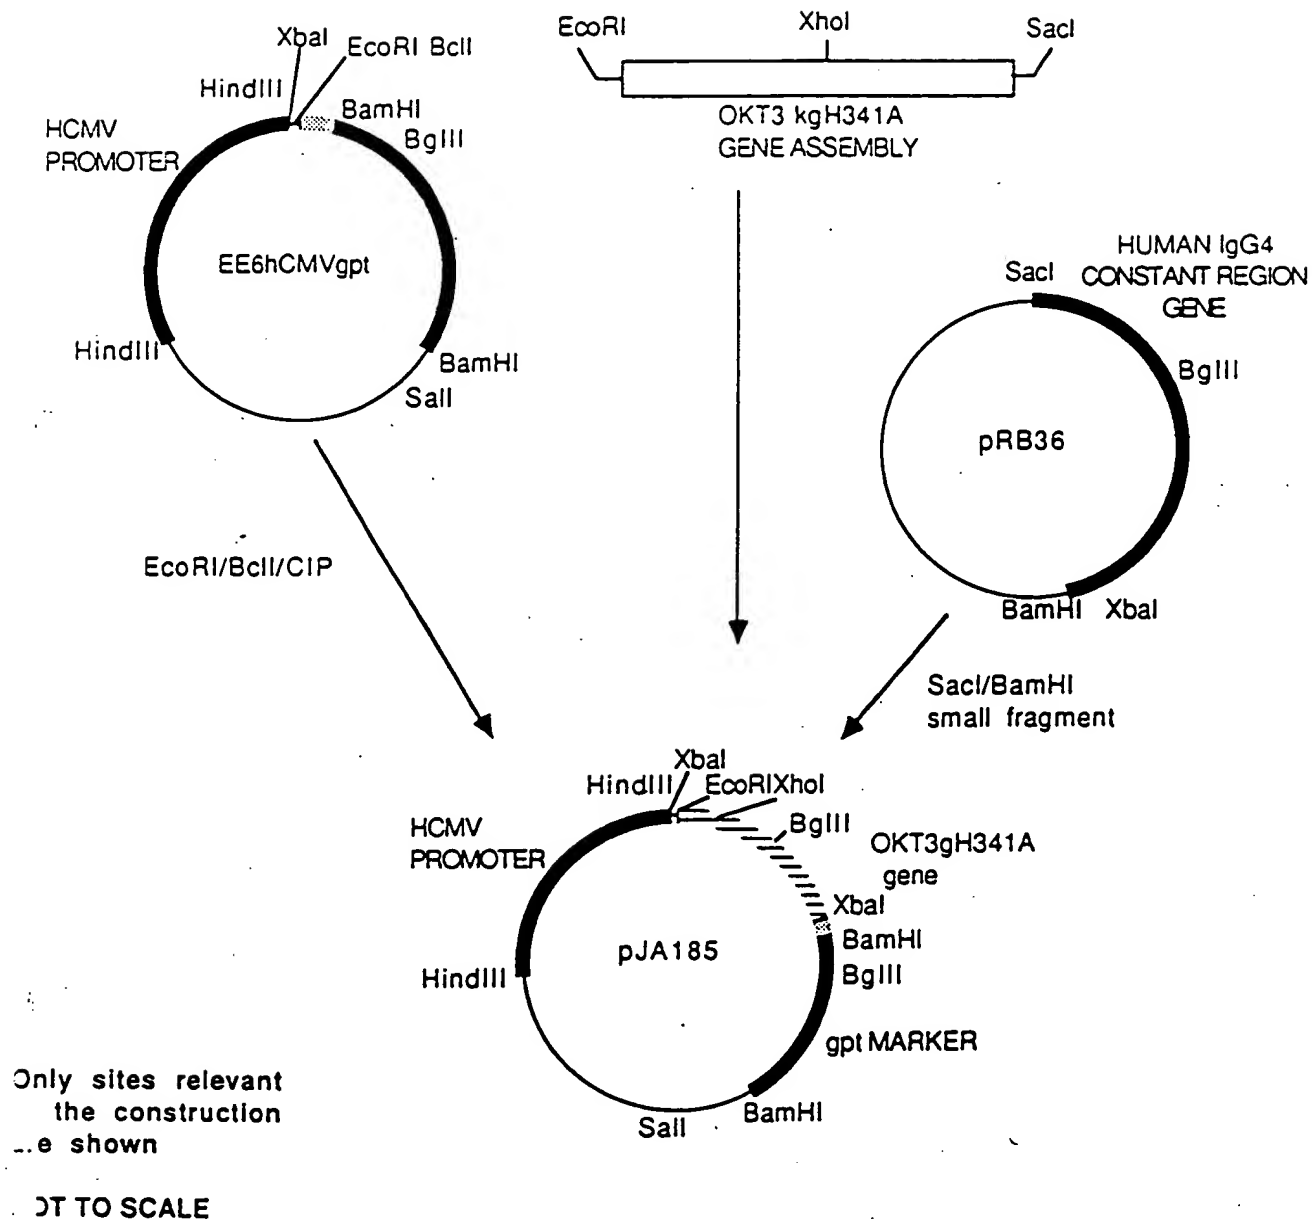 XbaI
EcoRI BclI
HindIII
BamHI
BglII
HCMV
PROMOTER
EE6hCMVgpt
HindIII
BamHI
SalI
EcoRI
XhoI
SacI
OKT3 kgH341A
GENE ASSEMBLY
HUMAN IgG4
CONSTANT REGION
GENE
SacI
BglII
pRB36
BamHI XbaI
EcoRI/BclI/CIP
SacI/BamHI
small fragment
XbaI
HindIII
EcoRI XhoI
BglII
HCMV
PROMOTER
OKT3gH341A
gene
XbaI
BamHI
BglII
pJA185
HindIII
gpt MARKER
BamHI
SalI
Only sites relevant
the construction
shown
TO SCALE